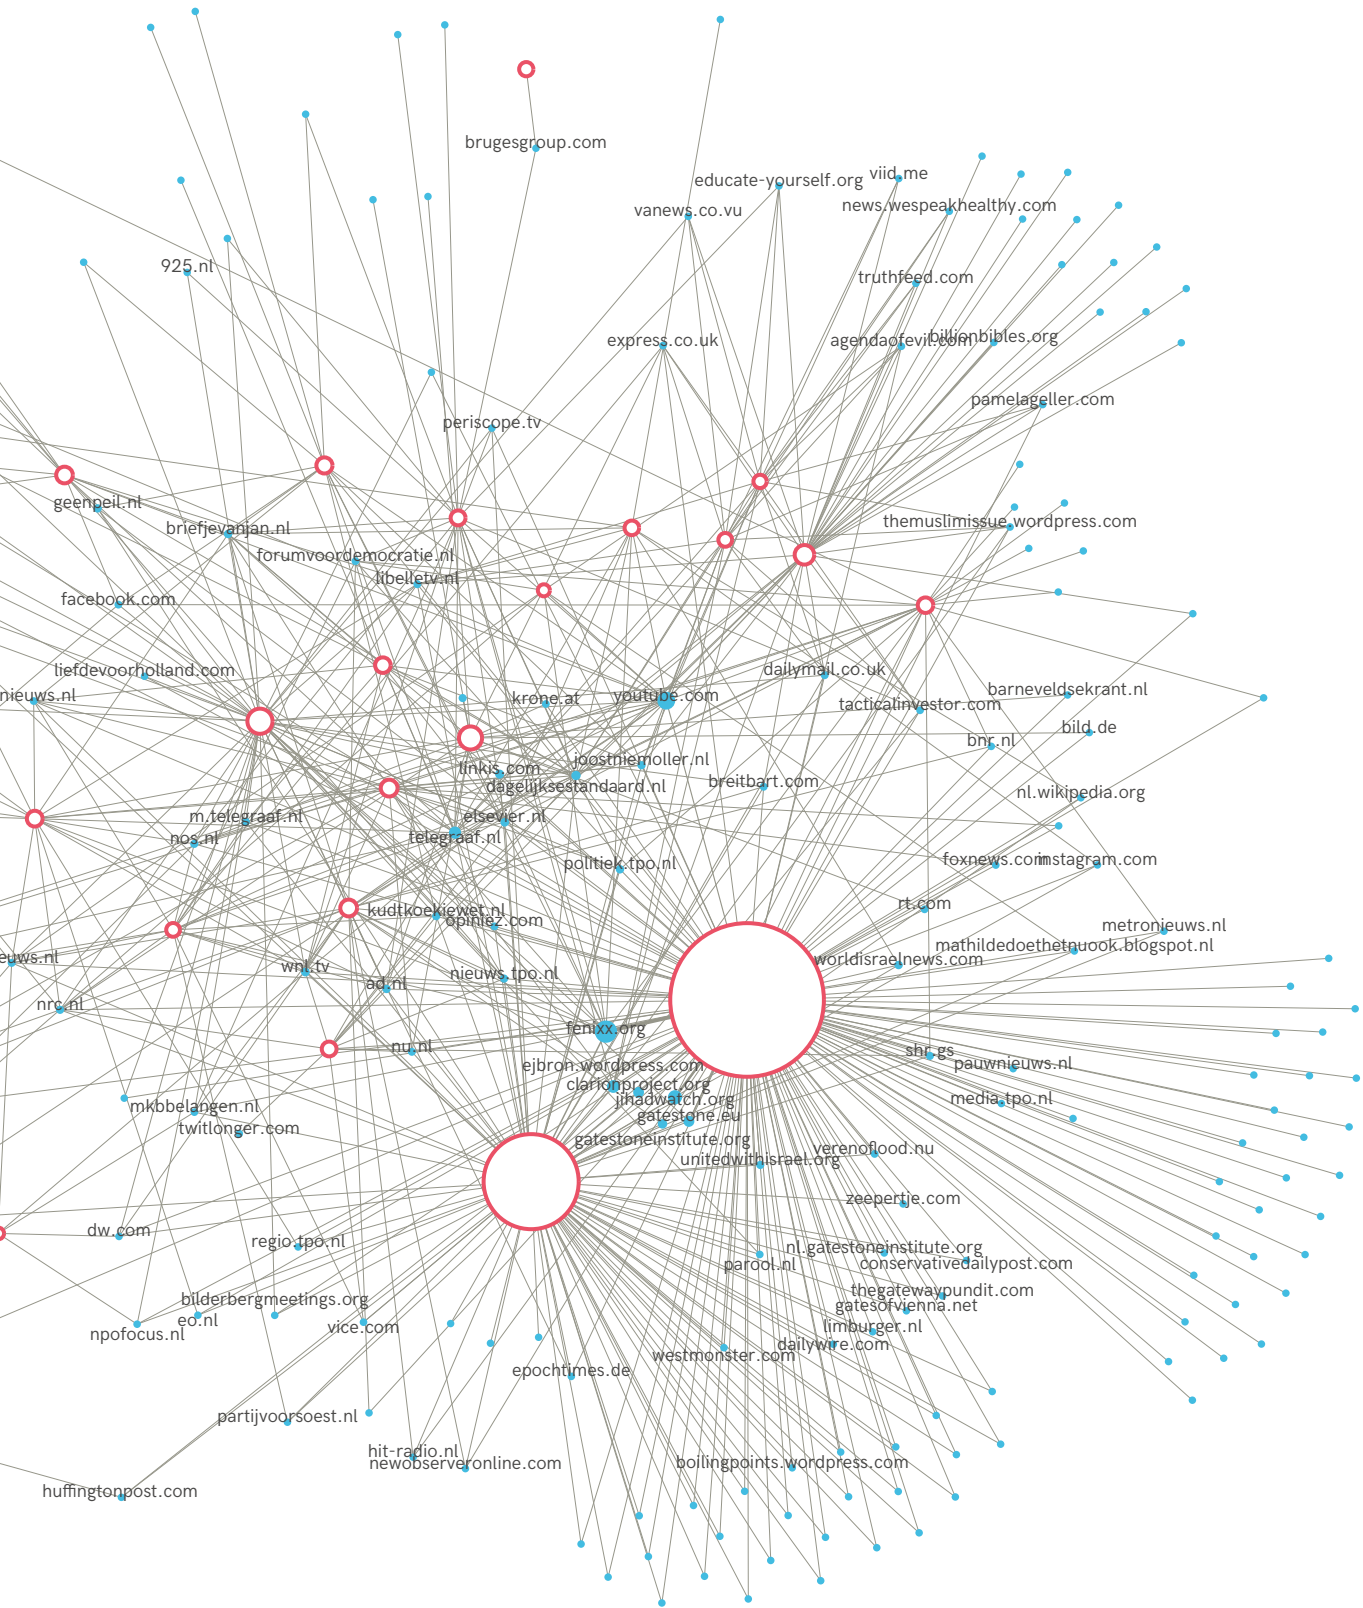 brugesgroup.com
viid.me
educate-yourself.org
news.wespeakhealthy.com
vanews.co.vu
925.nl
truthfeed.com
billionbibles.org
express.co.uk
agendaofevil.com
pamelageller.com
periscope.tv
geenpeil.nl
themuslimissue.wordpress.com
briefjevanjan.nl
forumvoordemocratie.nl
libelletv.nl
facebook.com
liefdevoorholland.com
dailymail.co.uk
barneveldsekrant.nl
nieuws.nl
krone.at
youtube.com
tacticalinvestor.com
bild.de
bnr.nl
joostniemoller.nl
linkis.com
breitbart.com
dagelijksestandaard.nl
nl.wikipedia.org
m.telegraaf.nl
elsevier.nl
nos.nl
telegraaf.nl
politiek.tpo.nl
foxnews.com
instagram.com
rt.com
kudtkoekiewet.nl
opiniez.com
metronieuws.nl
mathildedoethetnuook.blogspot.nl
euws.nl
worldisraelnews.com
wnl.tv
nieuws.tpo.nl
ad.nl
nrc.nl
fenixx.org
nu.nl
shr.gs
ejbron.wordpress.com
pauwnieuws.nl
clarionproject.org
jihadwatch.org
media.tpo.nl
mkbbelangen.nl
gatestone.eu
twitlonger.com
gatestoneinstitute.org
verenoflood.nu
unitedwithisrael.org
zeepertje.com
dw.com
regio.tpo.nl
nl.gatestoneinstitute.org
parool.nl
conservativedailypost.com
thegatewaypundit.com
bilderbergmeetings.org
gatesofvienna.net
eo.nl
vice.com
limburger.nl
npofocus.nl
dailywire.com
westmonster.com
epochtimes.de
partijvoorsoest.nl
hit-radio.nl
newobserveronline.com
boilingpoints.wordpress.com
huffingtonpost.com